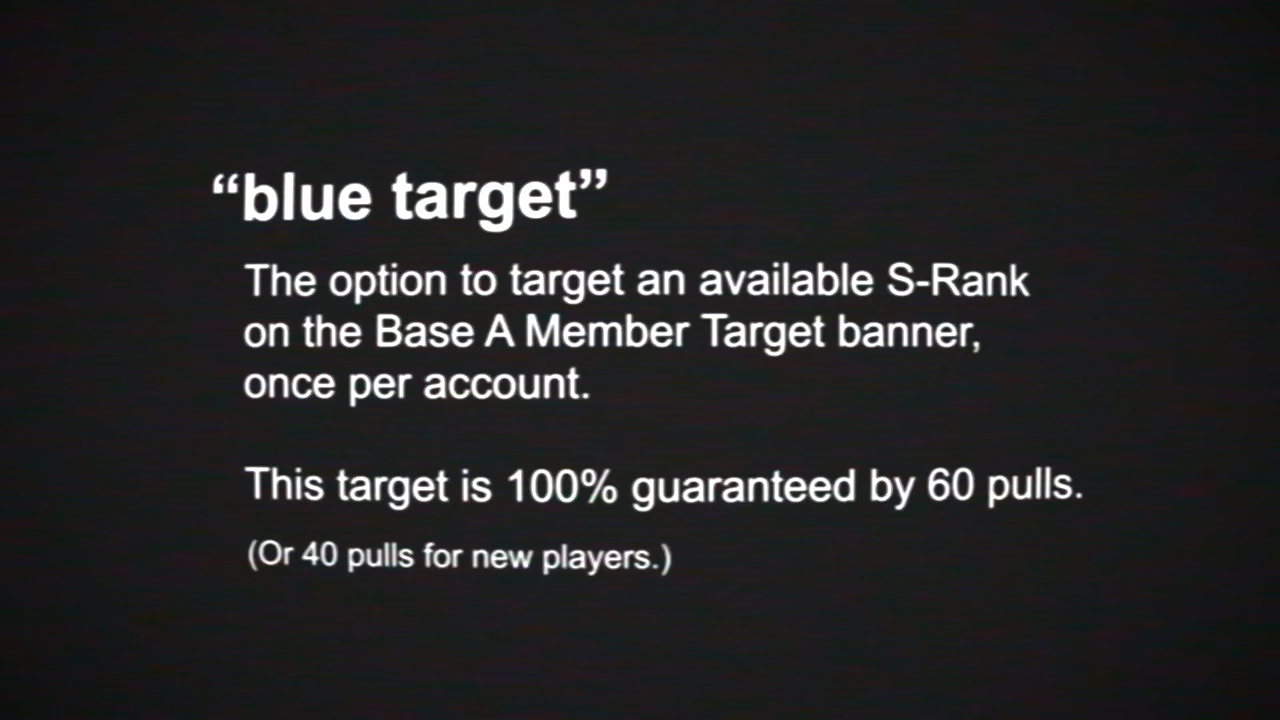 “blue target”
The option to target an available S-Rank
on the Base A Member Target banner,
once per account.
This target is 100% guaranteed by 60 pulls.
(Or 40 pulls for new players.)